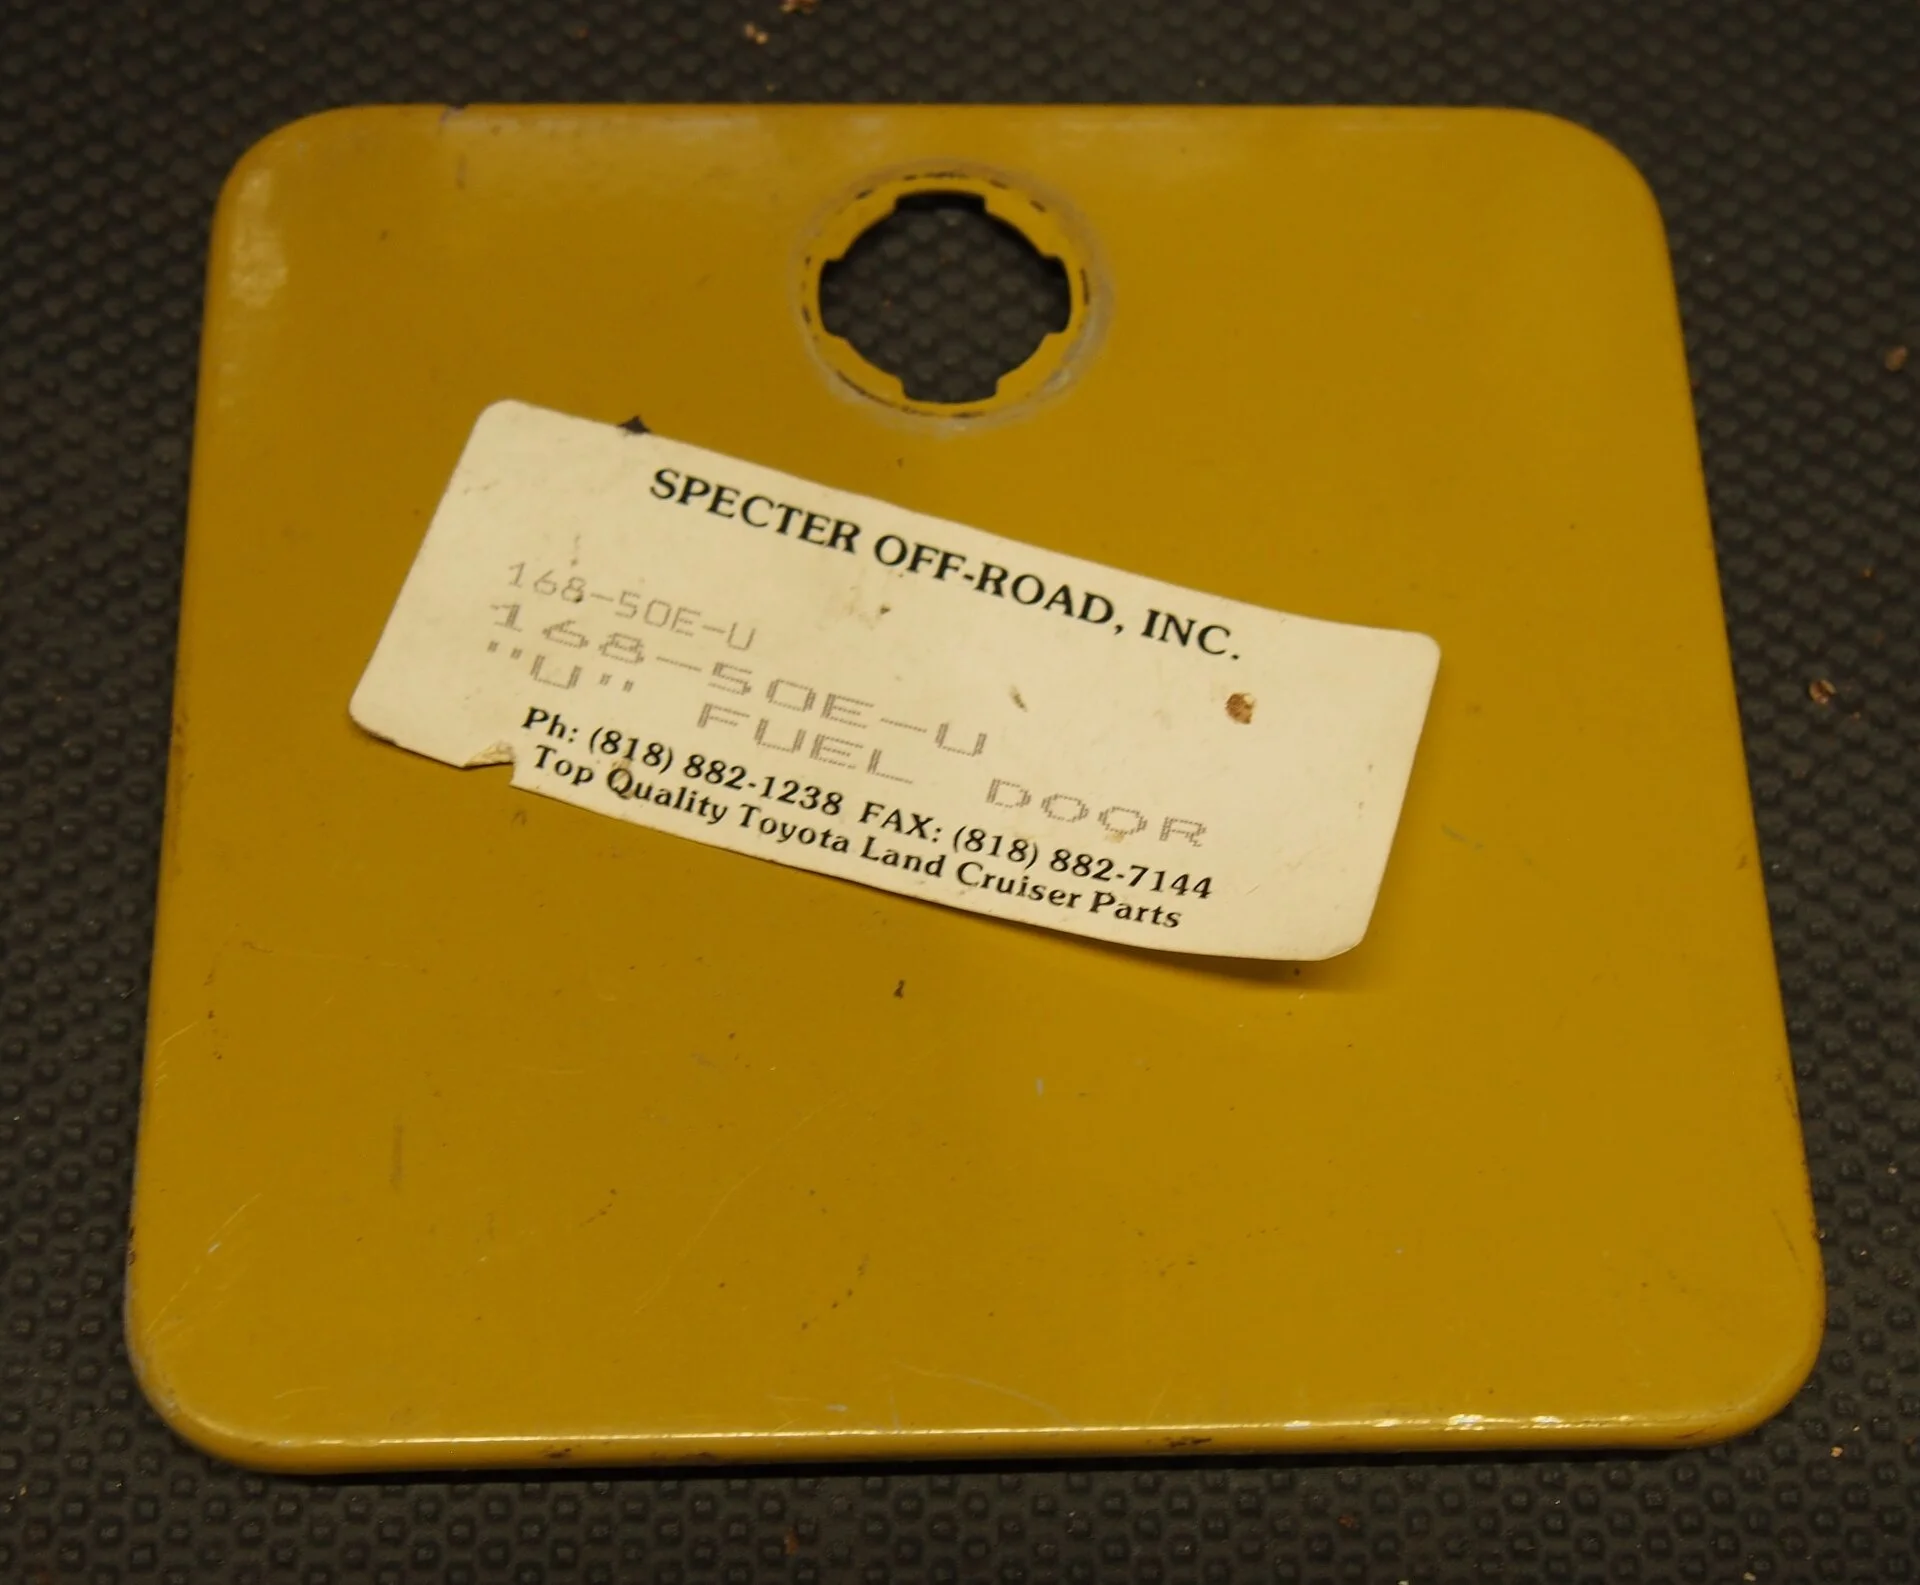 SPECTER OFF-ROAD, INC.
168-50E-U
168-50E-U
"U" FUEL DOOR
Ph: (818) 882-1238 FAX: (818) 882-7144
Top Quality Toyota Land Cruiser Parts